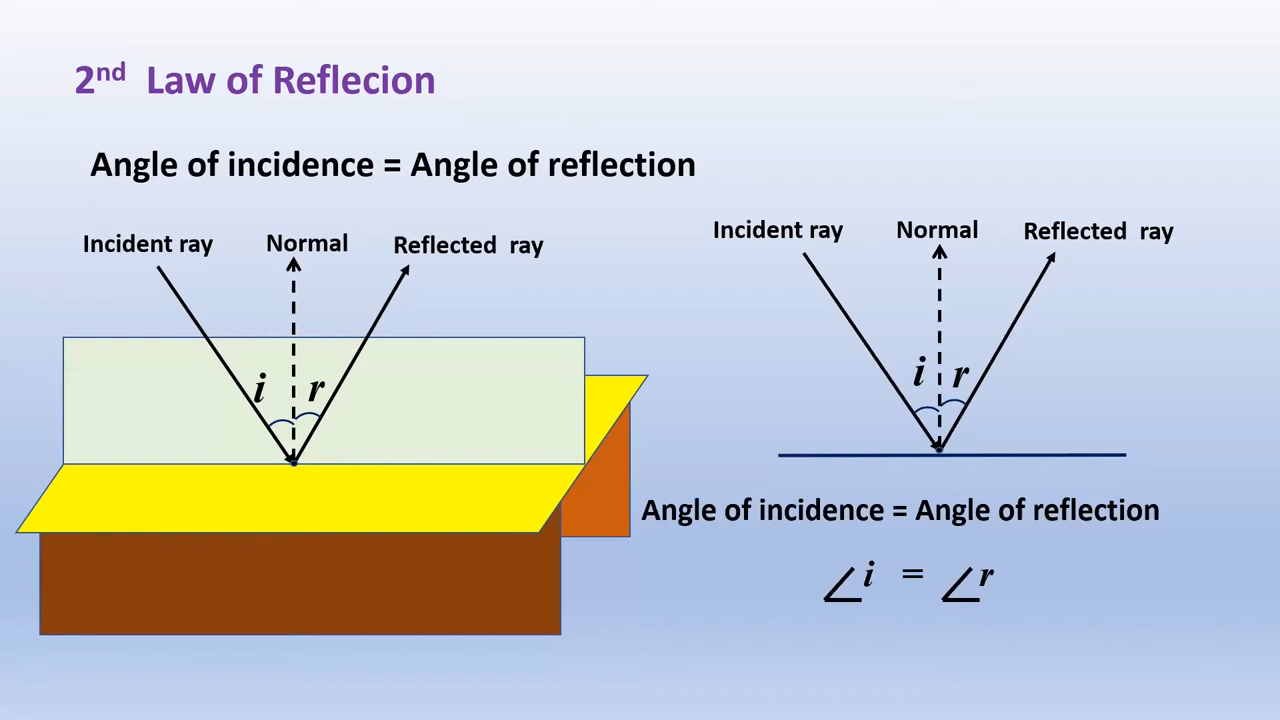 2nd Law of Reflecion
Angle of incidence = Angle of reflection
Incident ray Normal Reflected ray
i r
Incident ray Normal Reflected ray
i r
Angle of incidence = Angle of reflection
∠i = ∠r